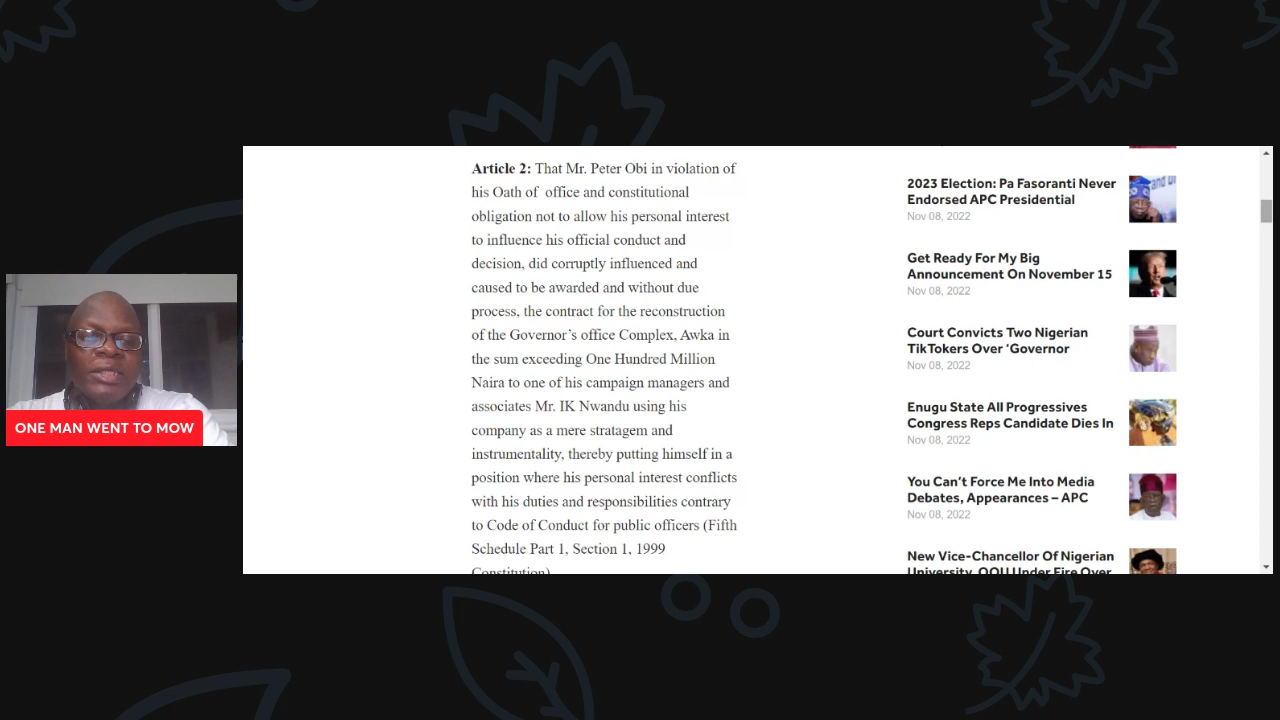 Article 2: That Mr. Peter Obi in violation of
his Oath of office and constitutional
obligation not to allow his personal interest
to influence his official conduct and
decision, did corruptly influenced and
caused to be awarded and without due
process, the contract for the reconstruction
of the Governor’s office Complex, Awka in
the sum exceeding One Hundred Million
Naira to one of his campaign managers and
associates Mr. IK Nwandu using his
company as a mere stratagem and
instrumentality, thereby putting himself in a
position where his personal interest conflicts
with his duties and responsibilities contrary
to Code of Conduct for public officers (Fifth
Schedule Part 1, Section 1, 1999
Constitution)
2023 Election: Pa Fasoranti Never
Endorsed APC Presidential
Nov 08, 2022
Get Ready For My Big
Announcement On November 15
Nov 08, 2022
Court Convicts Two Nigerian
TikTokers Over ‘Governor
Nov 08, 2022
Enugu State All Progressives
Congress Reps Candidate Dies In
Nov 08, 2022
You Can’t Force Me Into Media
Debates, Appearances – APC
Nov 08, 2022
New Vice-Chancellor Of Nigerian
University, OOU Under Fire Over
ONE MAN WENT TO MOW